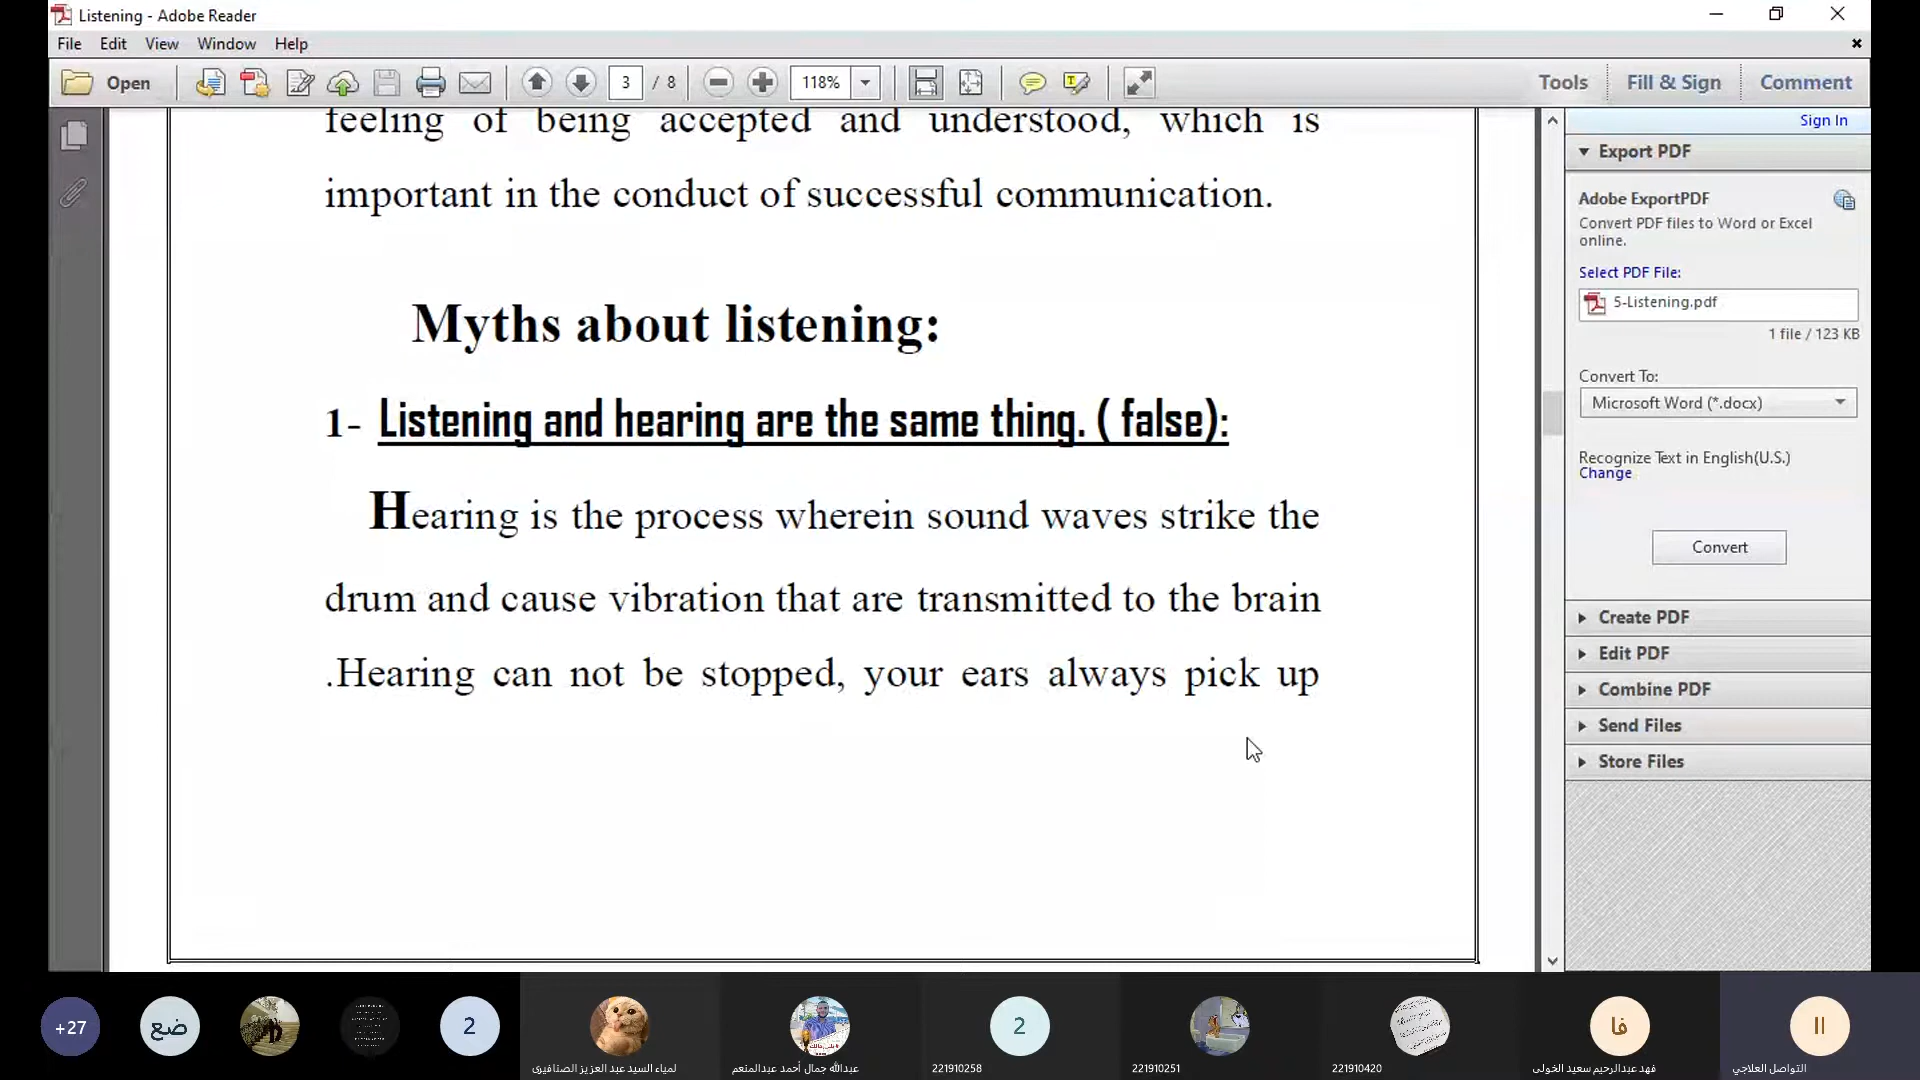 Listening - Adobe Reader
File Edit View Window Help
Open 3 / 8 118% Tools Fill & Sign Comment
feeling of being accepted and understood, which is
important in the conduct of successful communication.
Myths about listening:
1- Listening and hearing are the same thing. ( false):
Hearing is the process wherein sound waves strike the
drum and cause vibration that are transmitted to the brain
.Hearing can not be stopped, your ears always pick up
Sign In
Export PDF
Adobe ExportPDF
Convert PDF files to Word or Excel
online.
Select PDF File:
5-Listening.pdf
1 file / 123 KB
Convert To:
Microsoft Word (*.docx)
Recognize Text in English(U.S.)
Change
Convert
Create PDF
Edit PDF
Combine PDF
Send Files
Store Files
+27 ضع 2 2 فا II
لمياء السيد عبد العزيز الصنافيرى
عبدالله جمال أحمد عبدالمنعم
221910258
221910251
221910420
فهد عبدالرحيم سعيد الخولى
التواصل العلاجي